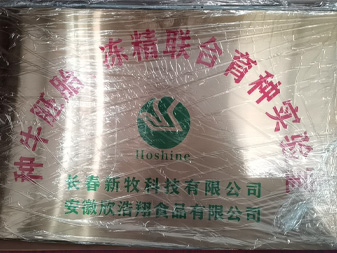 种牛胚胎、冻精联合育种实验室
Hoshine
长春新牧科技有限公司
安徽欣浩翔食品有限公司